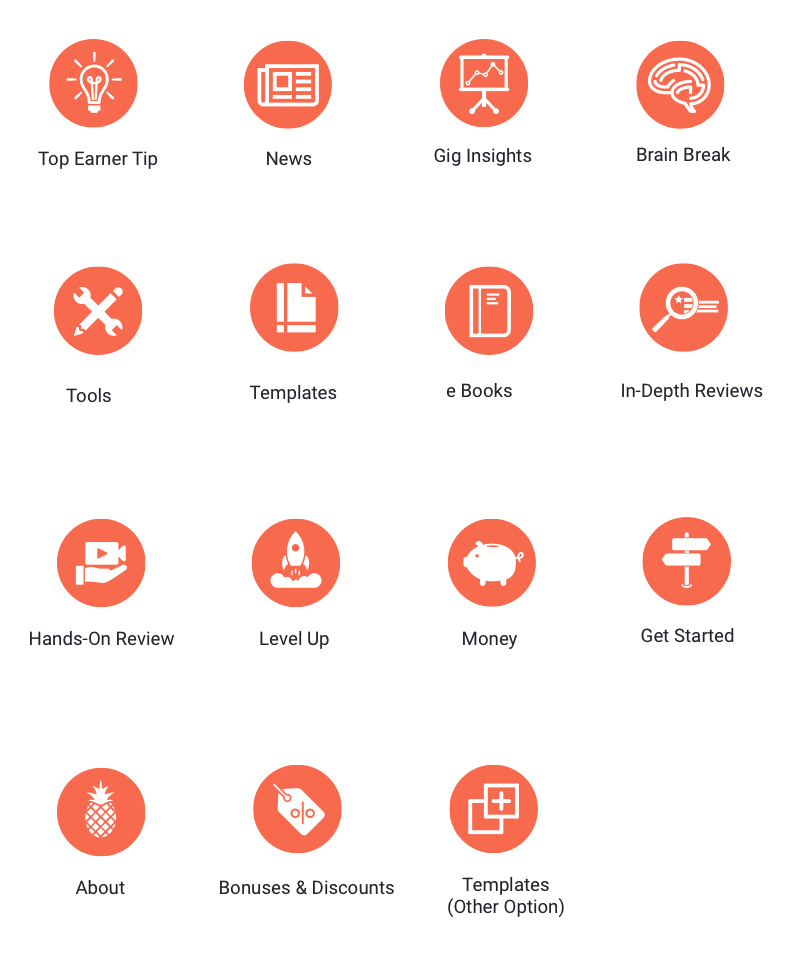 Top Earner Tip
News
Gig Insights
Brain Break
Tools
Templates
e Books
In-Depth Reviews
Hands-On Review
Level Up
Money
Get Started
About
Bonuses & Discounts
Templates
(Other Option)